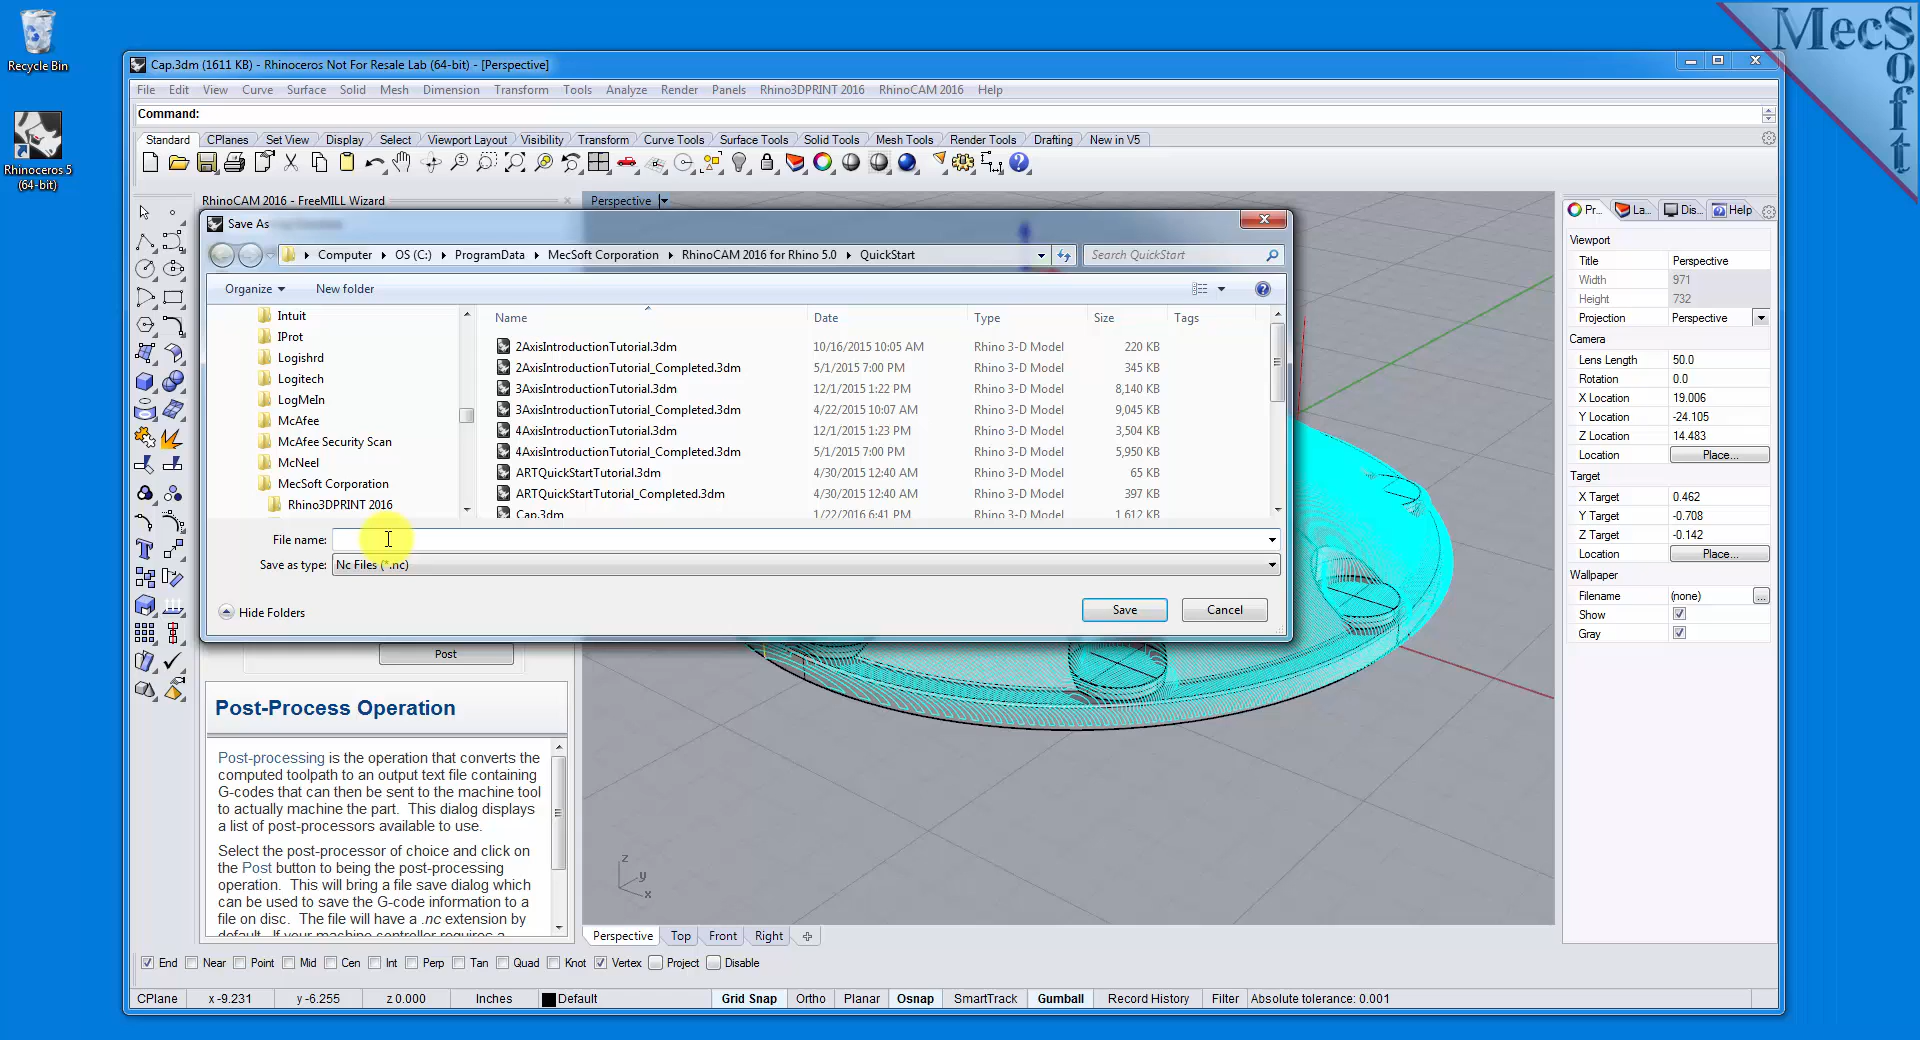 Recycle Bin
Rhinoceros 5
(64-bit)
MecSoft
Cap.3dm (1611 KB) - Rhinoceros Not For Resale Lab (64-bit) - [Perspective]
File Edit View Curve Surface Solid Mesh Dimension Transform Tools Analyze Render Panels Rhino3DPRINT 2016 RhinoCAM 2016 Help
Command:
Standard CPlanes Set View Display Select Viewport Layout Visibility Transform Curve Tools Surface Tools Solid Tools Mesh Tools Render Tools Drafting New in V5
RhinoCAM 2016 - FreeMILL Wizard
Perspective
Save As
Computer OS (C:) ProgramData MecSoft Corporation RhinoCAM 2016 for Rhino 5.0 QuickStart
Search QuickStart
Organize New folder
Intuit
IProt
Logishrd
Logitech
LogMeIn
McAfee
McAfee Security Scan
McNeel
MecSoft Corporation
Rhino3DPRINT 2016
Name Date Type Size Tags
2AxisIntroductionTutorial.3dm 10/16/2015 10:05 AM Rhino 3-D Model 220 KB
2AxisIntroductionTutorial_Completed.3dm 5/1/2015 7:00 PM Rhino 3-D Model 345 KB
3AxisIntroductionTutorial.3dm 12/1/2015 1:22 PM Rhino 3-D Model 8,140 KB
3AxisIntroductionTutorial_Completed.3dm 4/22/2015 10:07 AM Rhino 3-D Model 9,045 KB
4AxisIntroductionTutorial.3dm 12/1/2015 1:23 PM Rhino 3-D Model 3,504 KB
4AxisIntroductionTutorial_Completed.3dm 5/1/2015 7:00 PM Rhino 3-D Model 5,950 KB
ARTQuickStartTutorial.3dm 4/30/2015 12:40 AM Rhino 3-D Model 65 KB
ARTQuickStartTutorial_Completed.3dm 4/30/2015 12:40 AM Rhino 3-D Model 397 KB
Cap.3dm 1/22/2016 6:41 PM Rhino 3-D Model 1,612 KB
File name:
Save as type: Nc Files (*.nc)
Hide Folders
Save Cancel
Post
Post-Process Operation
Post-processing is the operation that converts the
computed toolpath to an output text file containing
G-codes that can then be sent to the machine tool
to actually machine the part. This dialog displays
a list of post-processors available to use.
Select the post-processor of choice and click on
the Post button to being the post-processing
operation. This will bring a file save dialog which
can be used to save the G-code information to a
file on disc. The file will have a .nc extension by
default. If your machine controller requires a
z
y
x
Perspective Top Front Right
Pr... La... Dis... Help
Viewport
Title Perspective
Width 971
Height 732
Projection Perspective
Camera
Lens Length 50.0
Rotation 0.0
X Location 19.006
Y Location -24.105
Z Location 14.483
Location Place...
Target
X Target 0.462
Y Target -0.708
Z Target -0.142
Location Place...
Wallpaper
Filename (none) ...
Show
Gray
End Near Point Mid Cen Int Perp Tan Quad Knot Vertex Project Disable
CPlane x -9.231 y -6.255 z 0.000 Inches Default Grid Snap Ortho Planar Osnap SmartTrack Gumball Record History Filter Absolute tolerance: 0.001